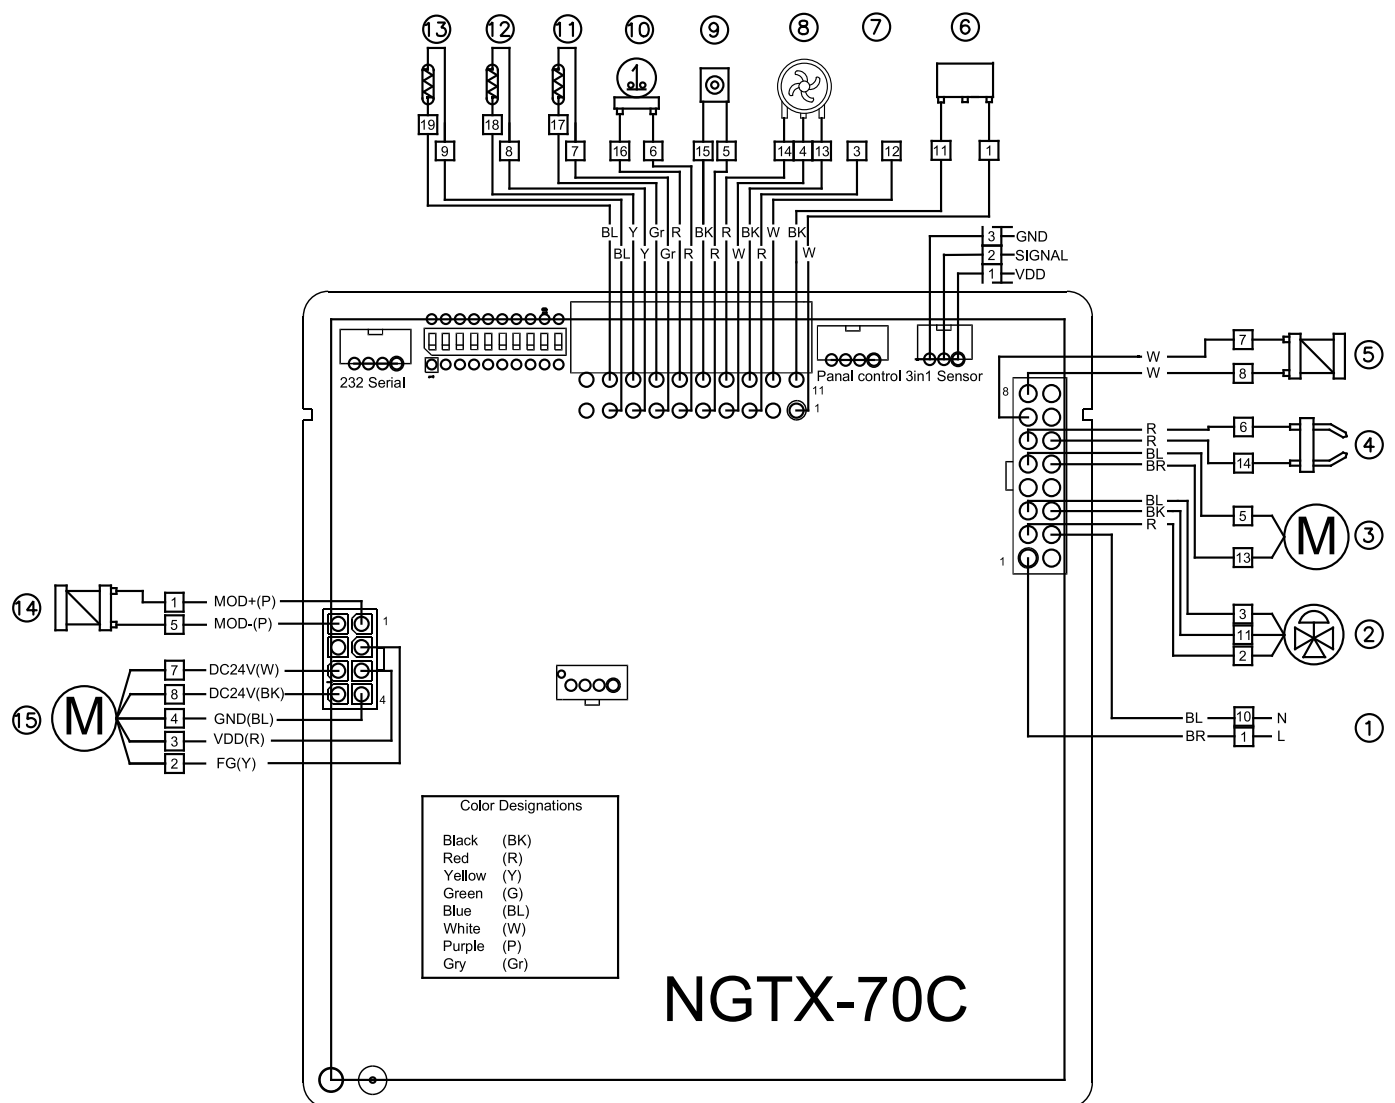 13 12 11 10 9 8 7 6
1
19 18 17
9 8 7 16 6 15 5 14 4 13 3 12 11 1
BL Y Gr R BK R BK W BK
BL Y Gr R R W R W
3 GND
2 SIGNAL
1 VDD
232 Serial
Panal control
3in1 Sensor
11
1
W 7
W 8
5
8
R 6
R 14
4
BL 5
BR 13
M
3
BL 3
BK 11
R 2
2
1
BL 10 N
BR 1 L
1
14
1 MOD+(P)
5 MOD-(P)
1
15
M
7 DC24V(W)
8 DC24V(BK)
4 GND(BL)
3 VDD(R)
2 FG(Y)
4
Color Designations
Black (BK)
Red (R)
Yellow (Y)
Green (G)
Blue (BL)
White (W)
Purple (P)
Gry (Gr)
NGTX-70C